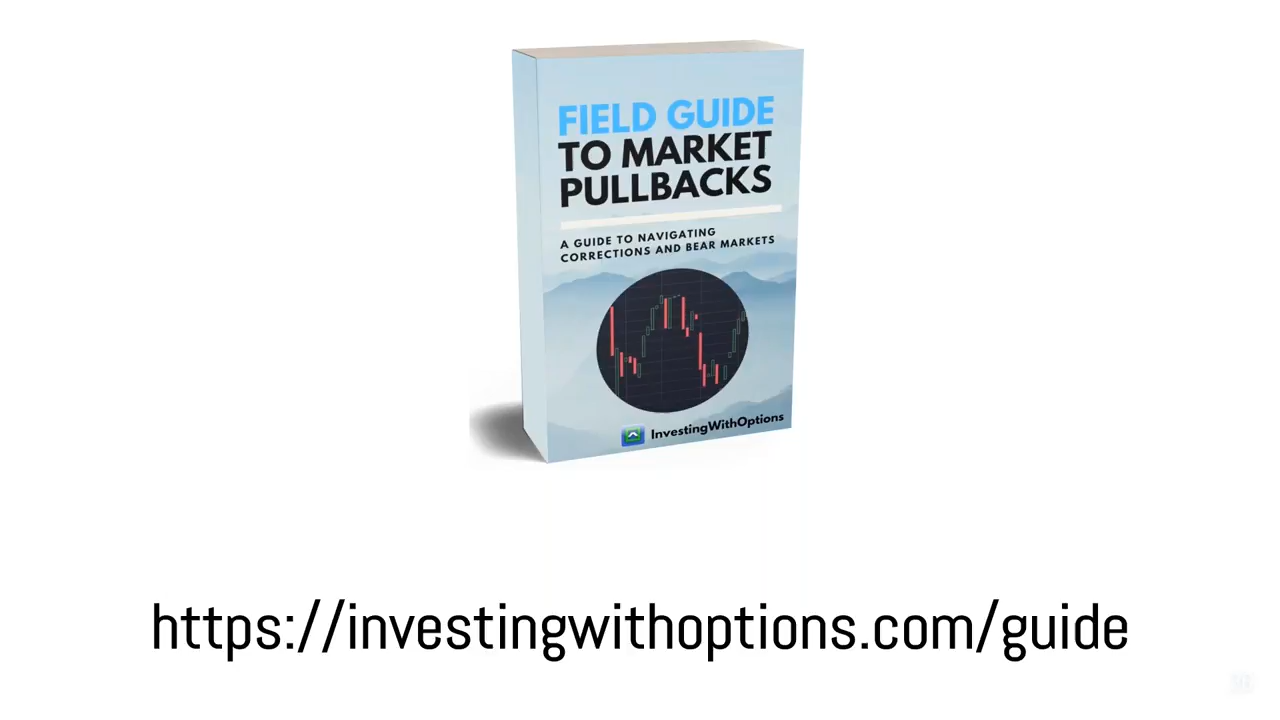 FIELD GUIDE
TO MARKET
PULLBACKS
A GUIDE TO NAVIGATING
CORRECTIONS AND BEAR MARKETS
InvestingWithOptions
https://investingwithoptions.com/guide